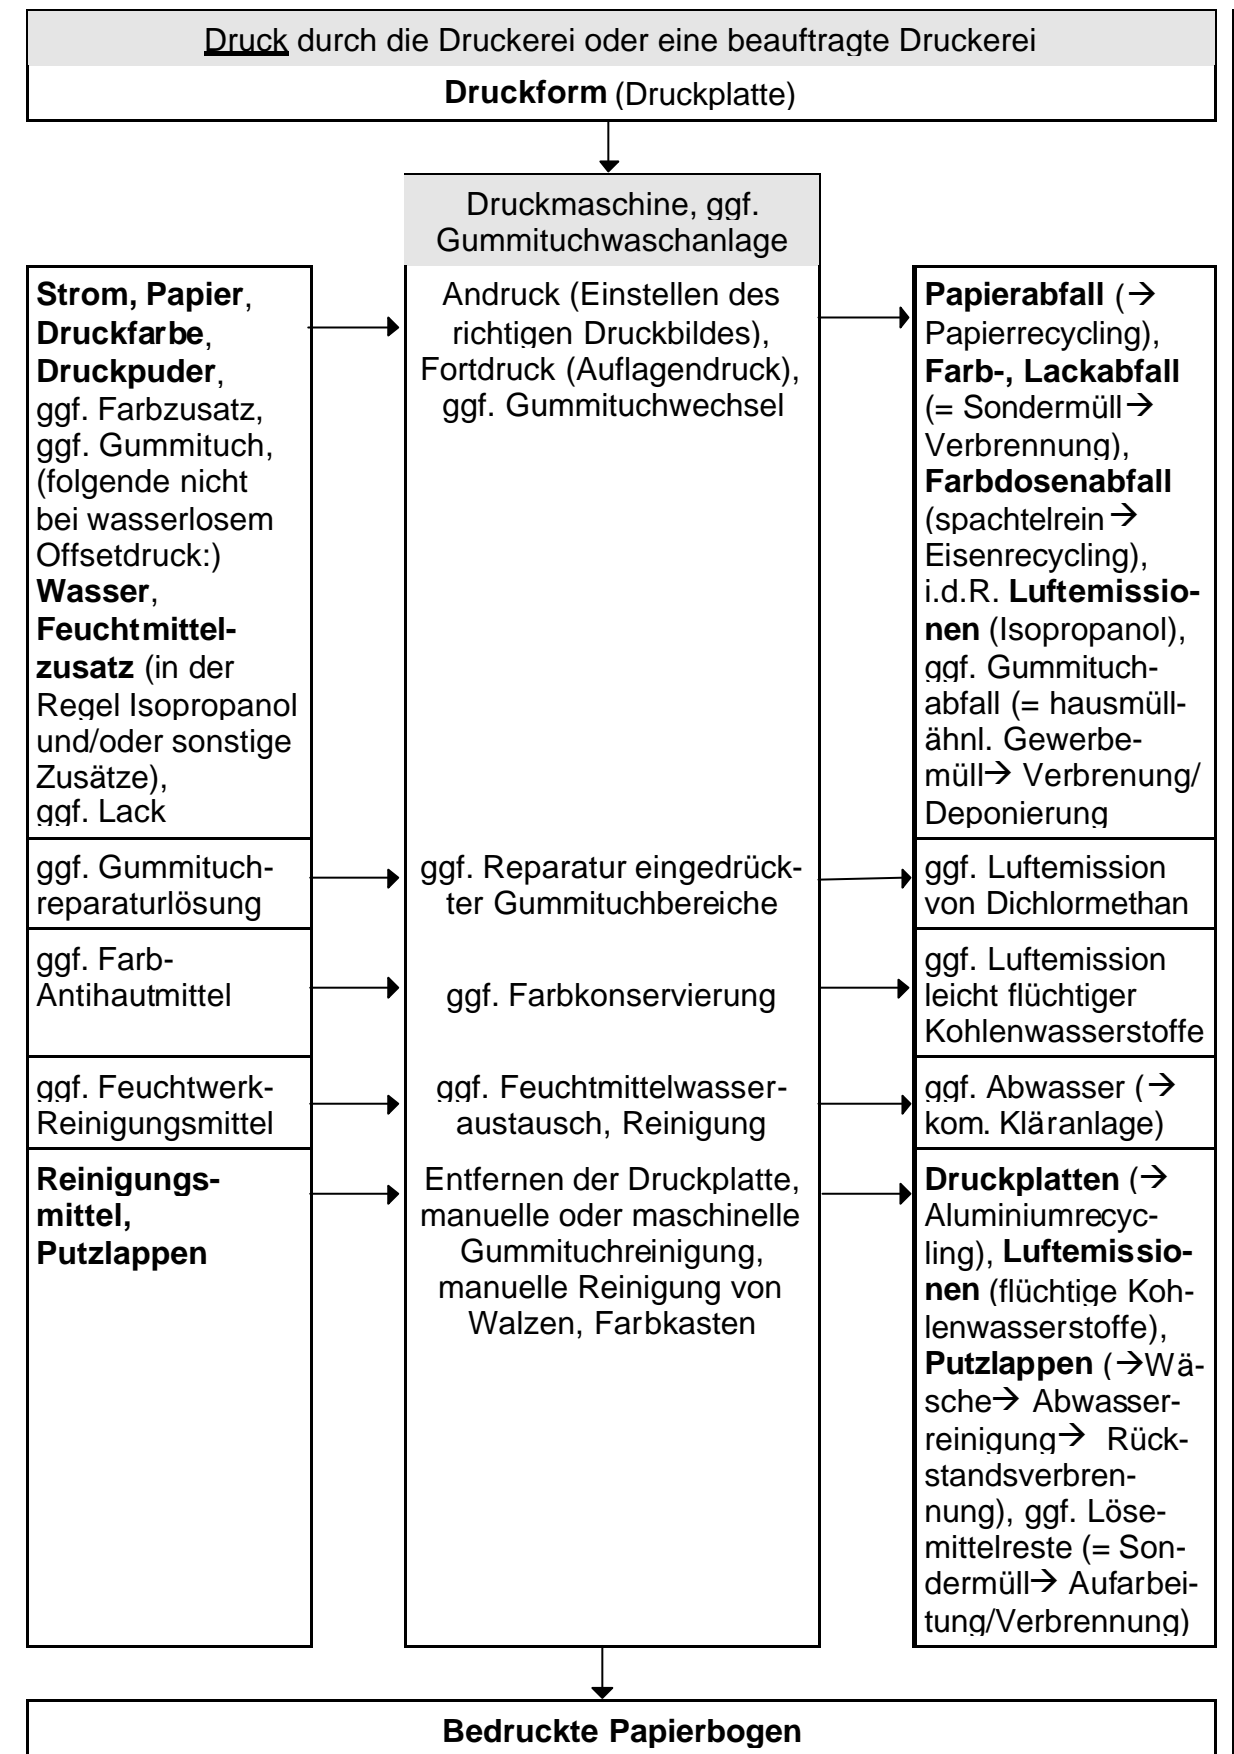 Druck durch die Druckerei oder eine beauftragte Druckerei
Druckform (Druckplatte)
Druckmaschine, ggf.
Gummituchwaschanlage
Strom, Papier,
Druckfarbe,
Druckpuder,
ggf. Farbzusatz,
ggf. Gummituch,
(folgende nicht
bei wasserlosem
Offsetdruck:)
Wasser,
Feuchtmittel-
zusatz (in der
Regel Isopropanol
und/oder sonstige
Zusätze),
ggf. Lack
Andruck (Einstellen des
richtigen Druckbildes),
Fortdruck (Auflagendruck),
ggf. Gummituchwechsel
Papierabfall (→
Papierrecycling),
Farb-, Lackabfall
(= Sondermüll→
Verbrennung),
Farbdosenabfall
(spachtelrein→
Eisenrecycling),
i.d.R. Luftemissio-
nen (Isopropanol),
ggf. Gummituch-
abfall (= hausmüll-
ähnl. Gewerbe-
müll→ Verbrenung/
Deponierung
ggf. Gummituch-
reparaturlösung
ggf. Reparatur eingedrück-
ter Gummituchbereiche
ggf. Luftemission
von Dichlormethan
ggf. Farb-
Antihautmittel
ggf. Farbkonservierung
ggf. Luftemission
leicht flüchtiger
Kohlenwasserstoffe
ggf. Feuchtwerk-
Reinigungsmittel
ggf. Feuchtmittelwasser-
austausch, Reinigung
ggf. Abwasser (→
kom. Kläranlage)
Reinigungs-
mittel,
Putzlappen
Entfernen der Druckplatte,
manuelle oder maschinelle
Gummituchreinigung,
manuelle Reinigung von
Walzen, Farbkasten
Druckplatten (→
Aluminiumrecyc-
ling), Luftemissio-
nen (flüchtige Koh-
lenwasserstoffe),
Putzlappen (→Wä-
sche→ Abwasser-
reinigung→ Rück-
standsverbren-
nung), ggf. Löse-
mittelreste (= Son-
dermüll→ Aufarbei-
tung/Verbrennung)
Bedruckte Papierbogen